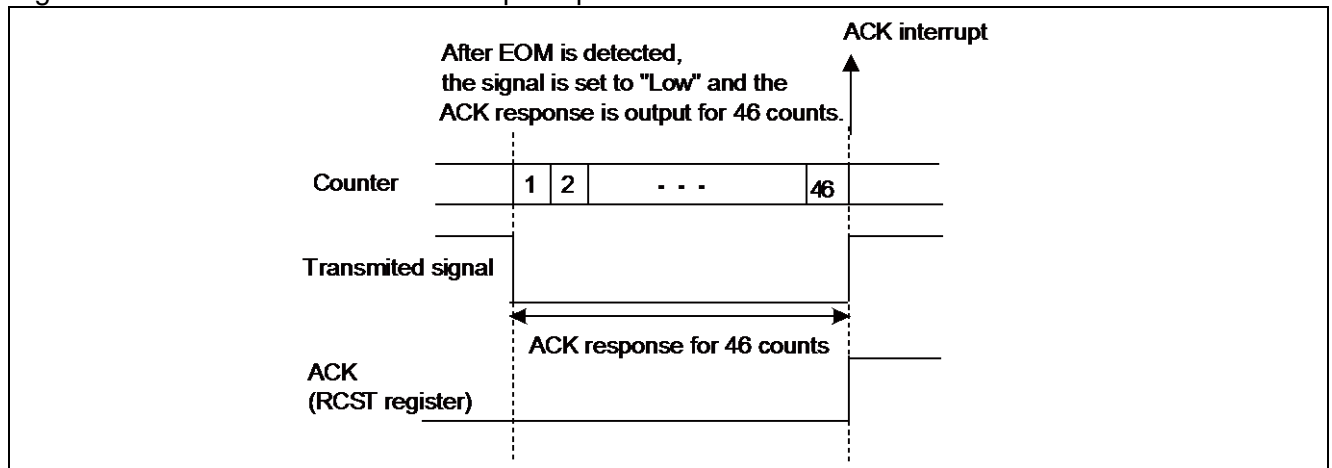 ACK interrupt
After EOM is detected,
the signal is set to "Low" and the
ACK response is output for 46 counts.
Counter
1 2 - - - 46
Transmited signal
ACK response for 46 counts
ACK
(RCST register)